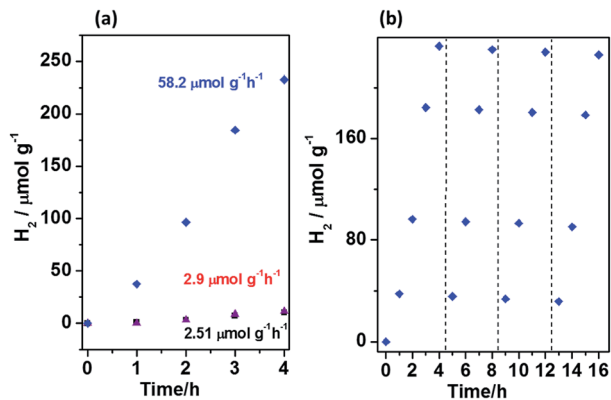 (a)
250
200
150
100
50
25
0
H₂ / μmol g⁻¹
58.2 μmol g⁻¹h⁻¹
2.9 μmol g⁻¹h⁻¹
2.51 μmol g⁻¹h⁻¹
0 1 2 3 4
Time/h
(b)
160
80
0
H₂ / μmol g⁻¹
0 2 4 6 8 10 12 14 16
Time/h